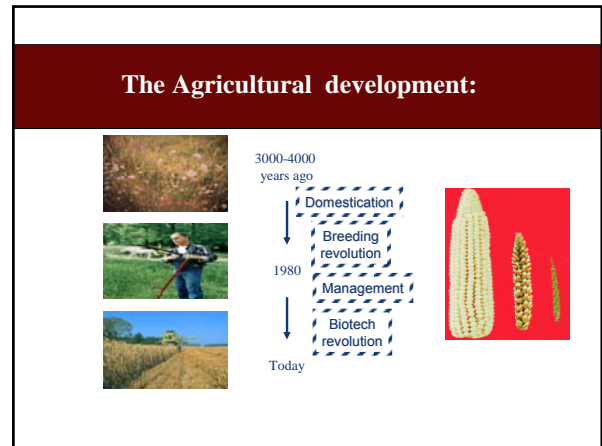 The Agricultural development:
3000-4000
years ago
Domestication
Breeding
revolution
1980
Management
Biotech
revolution
Today